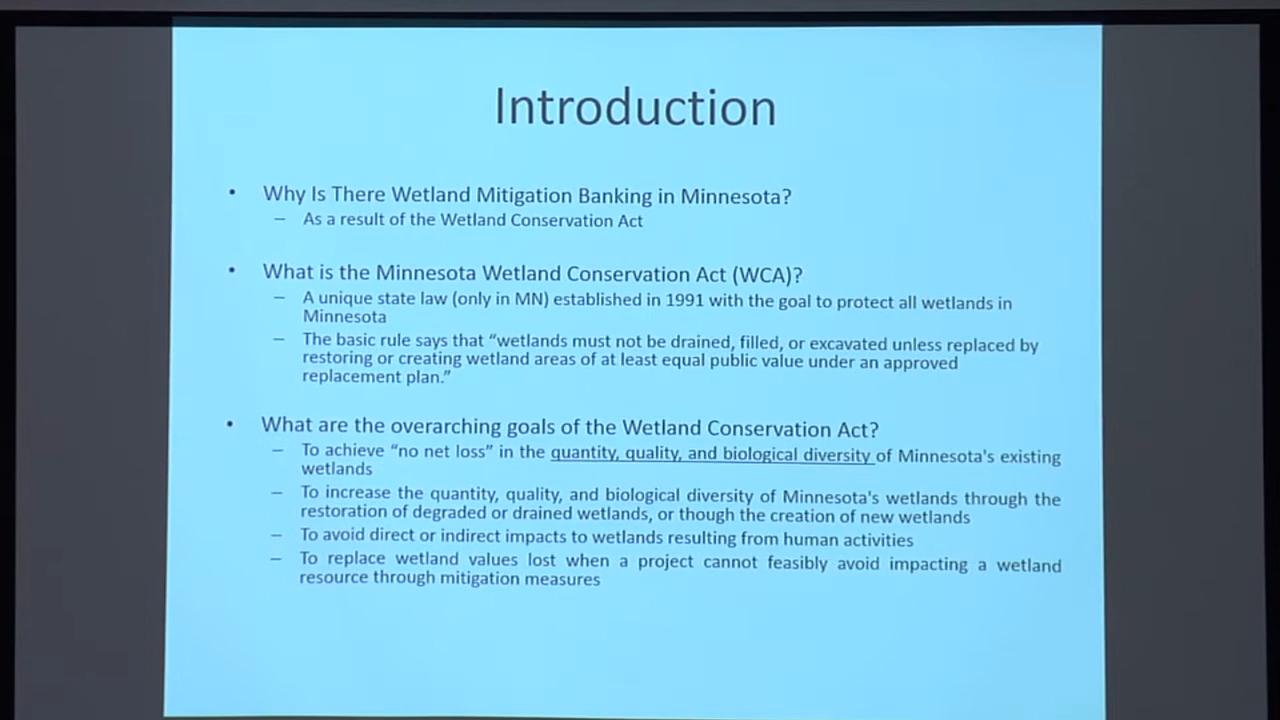 Introduction
• Why Is There Wetland Mitigation Banking in Minnesota?
– As a result of the Wetland Conservation Act
• What is the Minnesota Wetland Conservation Act (WCA)?
– A unique state law (only in MN) established in 1991 with the goal to protect all wetlands in
Minnesota
– The basic rule says that “wetlands must not be drained, filled, or excavated unless replaced by
restoring or creating wetland areas of at least equal public value under an approved
replacement plan.”
• What are the overarching goals of the Wetland Conservation Act?
– To achieve “no net loss” in the quantity, quality, and biological diversity of Minnesota's existing
wetlands
– To increase the quantity, quality, and biological diversity of Minnesota's wetlands through the
restoration of degraded or drained wetlands, or though the creation of new wetlands
– To avoid direct or indirect impacts to wetlands resulting from human activities
– To replace wetland values lost when a project cannot feasibly avoid impacting a wetland
resource through mitigation measures